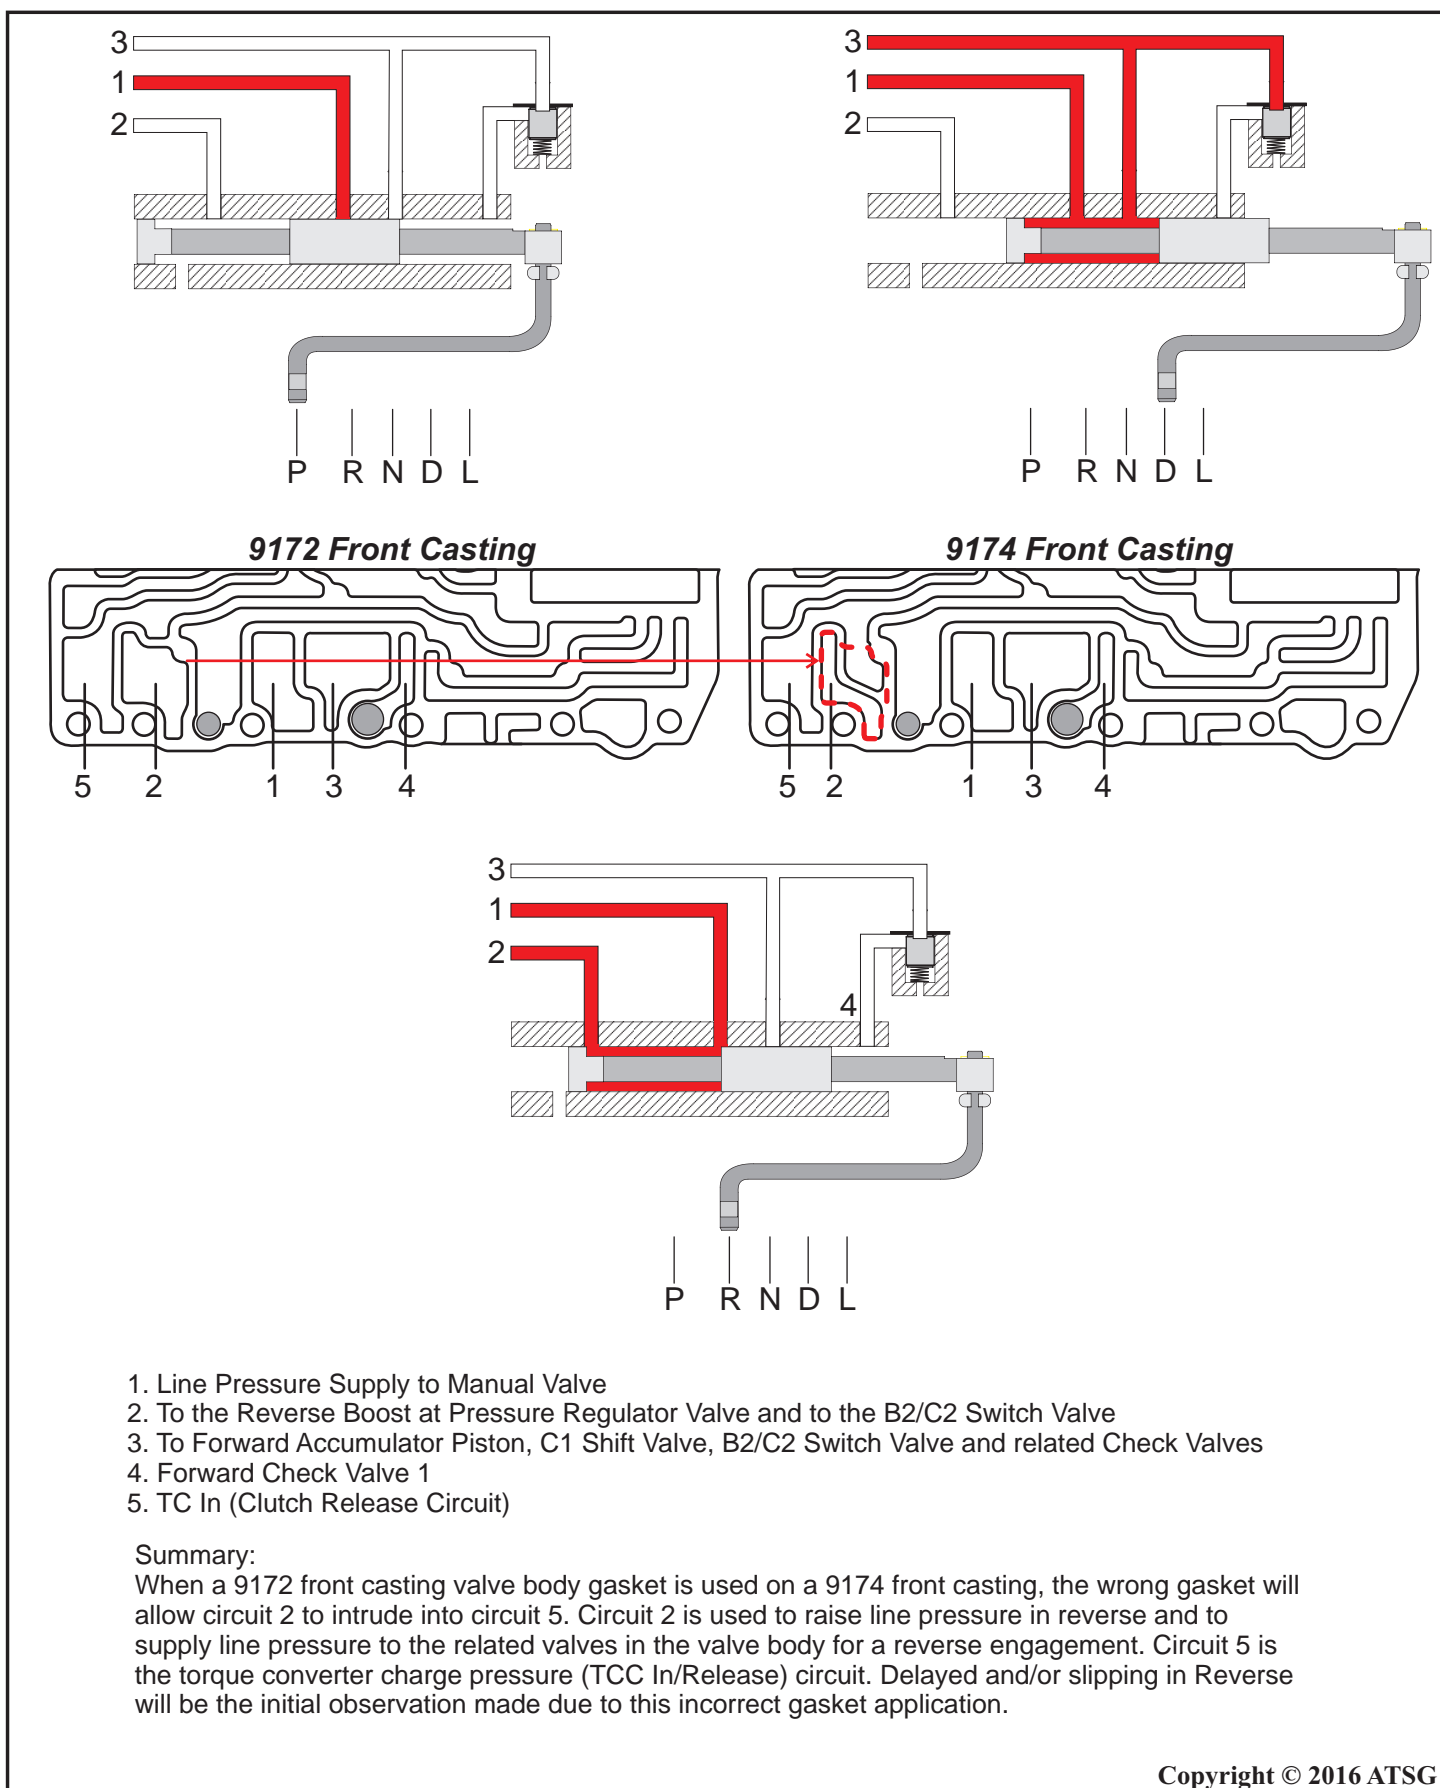 3
1
2
P R N D L
3
1
2
P R N D L
9172 Front Casting
9174 Front Casting
5 2 1 3 4
5 2 1 3 4
3
1
2
4
P R N D L
1. Line Pressure Supply to Manual Valve
2. To the Reverse Boost at Pressure Regulator Valve and to the B2/C2 Switch Valve
3. To Forward Accumulator Piston, C1 Shift Valve, B2/C2 Switch Valve and related Check Valves
4. Forward Check Valve 1
5. TC In (Clutch Release Circuit)
Summary:
When a 9172 front casting valve body gasket is used on a 9174 front casting, the wrong gasket will
allow circuit 2 to intrude into circuit 5. Circuit 2 is used to raise line pressure in reverse and to
supply line pressure to the related valves in the valve body for a reverse engagement. Circuit 5 is
the torque converter charge pressure (TCC In/Release) circuit. Delayed and/or slipping in Reverse
will be the initial observation made due to this incorrect gasket application.
Copyright © 2016 ATSG